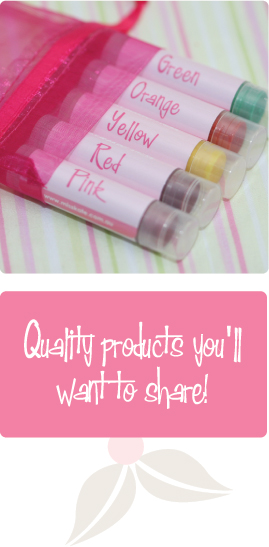 Green
Orange
Yellow
Red
Pink
Quality products you'll
want to share!